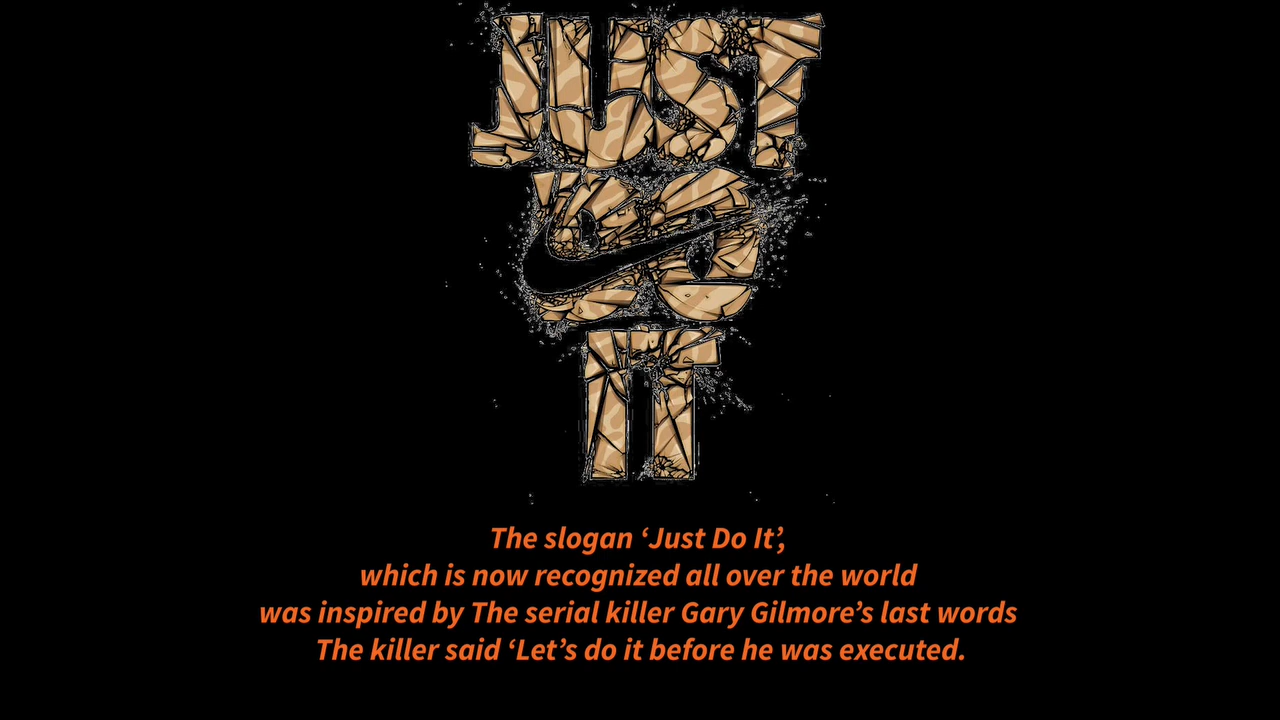 JUST
DO
IT
The slogan ‘Just Do It’,
which is now recognized all over the world
was inspired by The serial killer Gary Gilmore’s last words
The killer said ‘Let’s do it before he was executed.